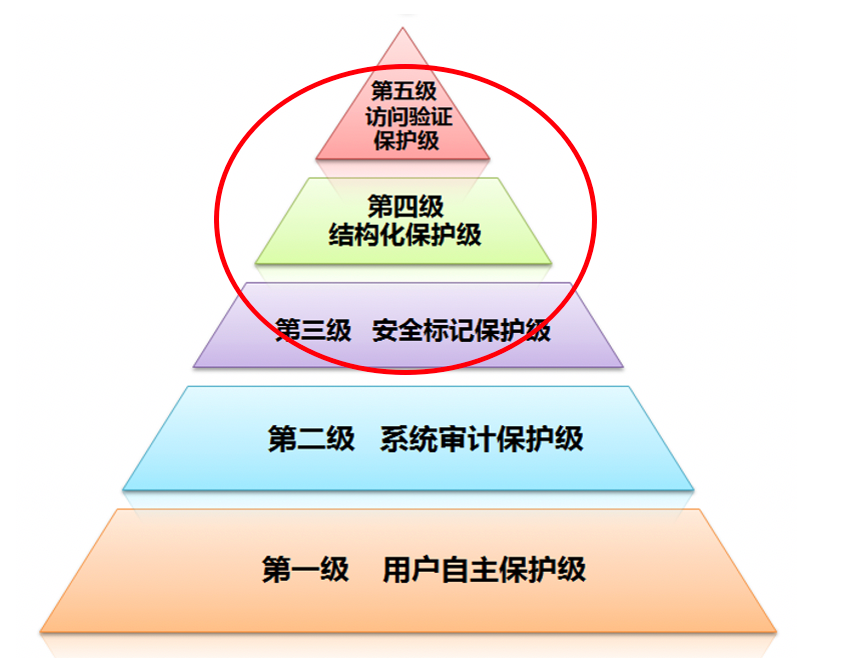 第五级
访问验证
保护级
第四级
结构化保护级
第三级 安全标记保护级
第二级 系统审计保护级
第一级 用户自主保护级